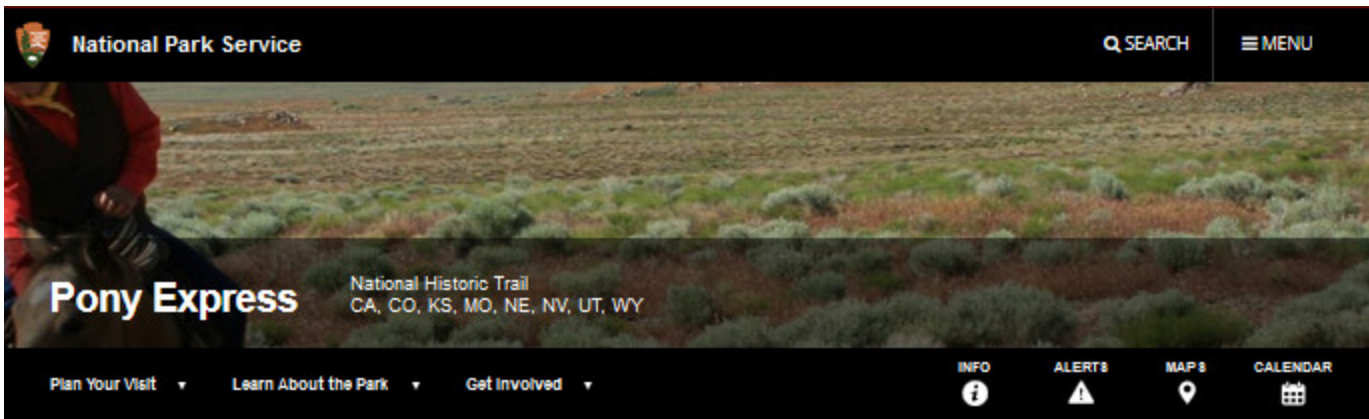 National Park Service
SEARCH
MENU
Pony Express
National Historic Trail
CA, CO, KS, MO, NE, NV, UT, WY
Plan Your Visit
Learn About the Park
Get Involved
INFO
ALERTS
MAPS
CALENDAR